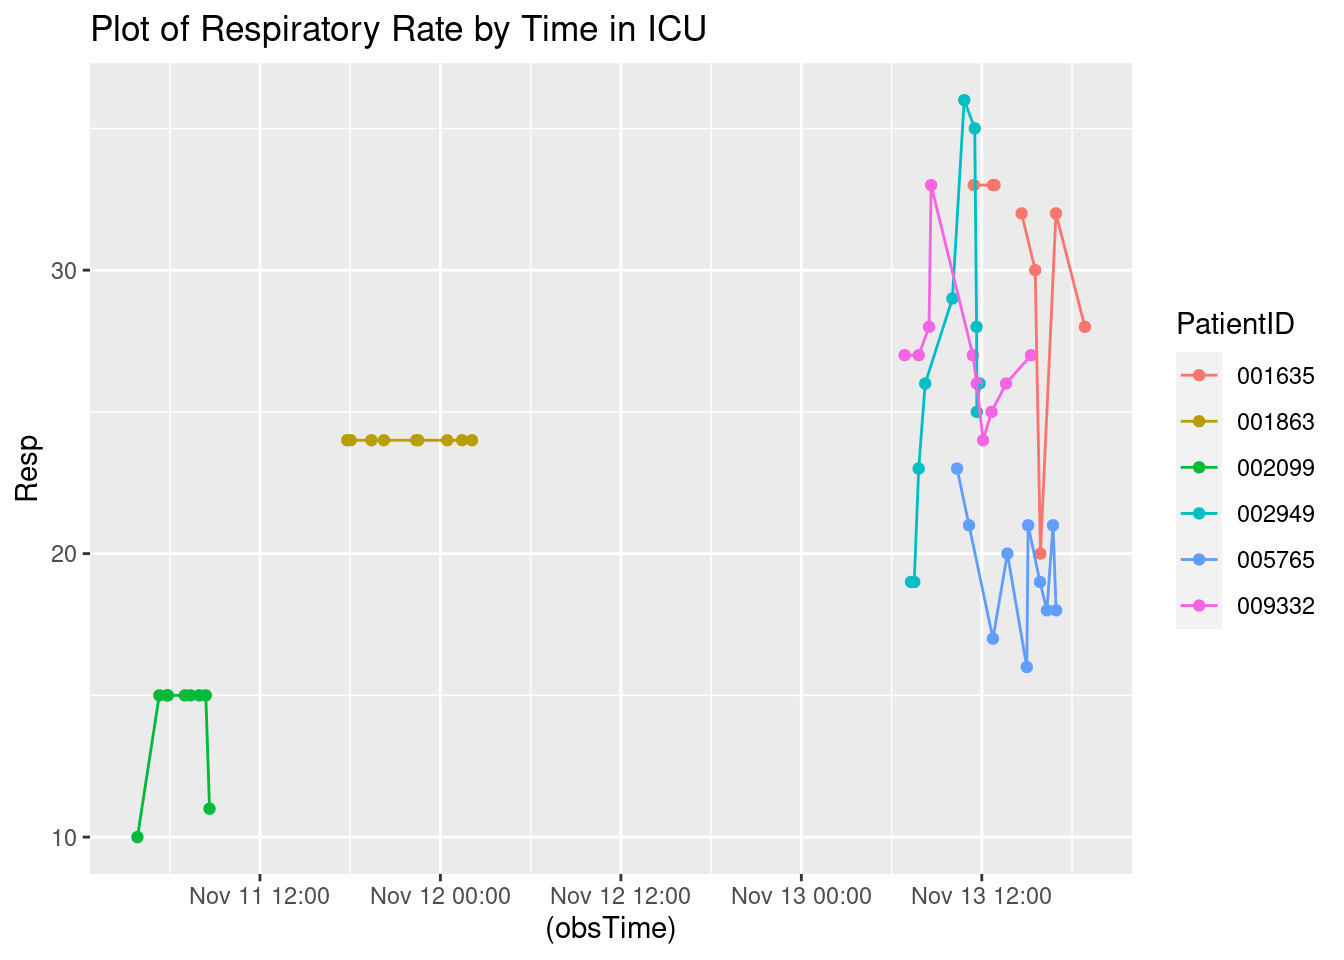 Plot of Respiratory Rate by Time in ICU
Resp
30
20
10
Nov 11 12:00
Nov 12 00:00
Nov 12 12:00
Nov 13 00:00
Nov 13 12:00
(obsTime)
PatientID
001635
001863
002099
002949
005765
009332